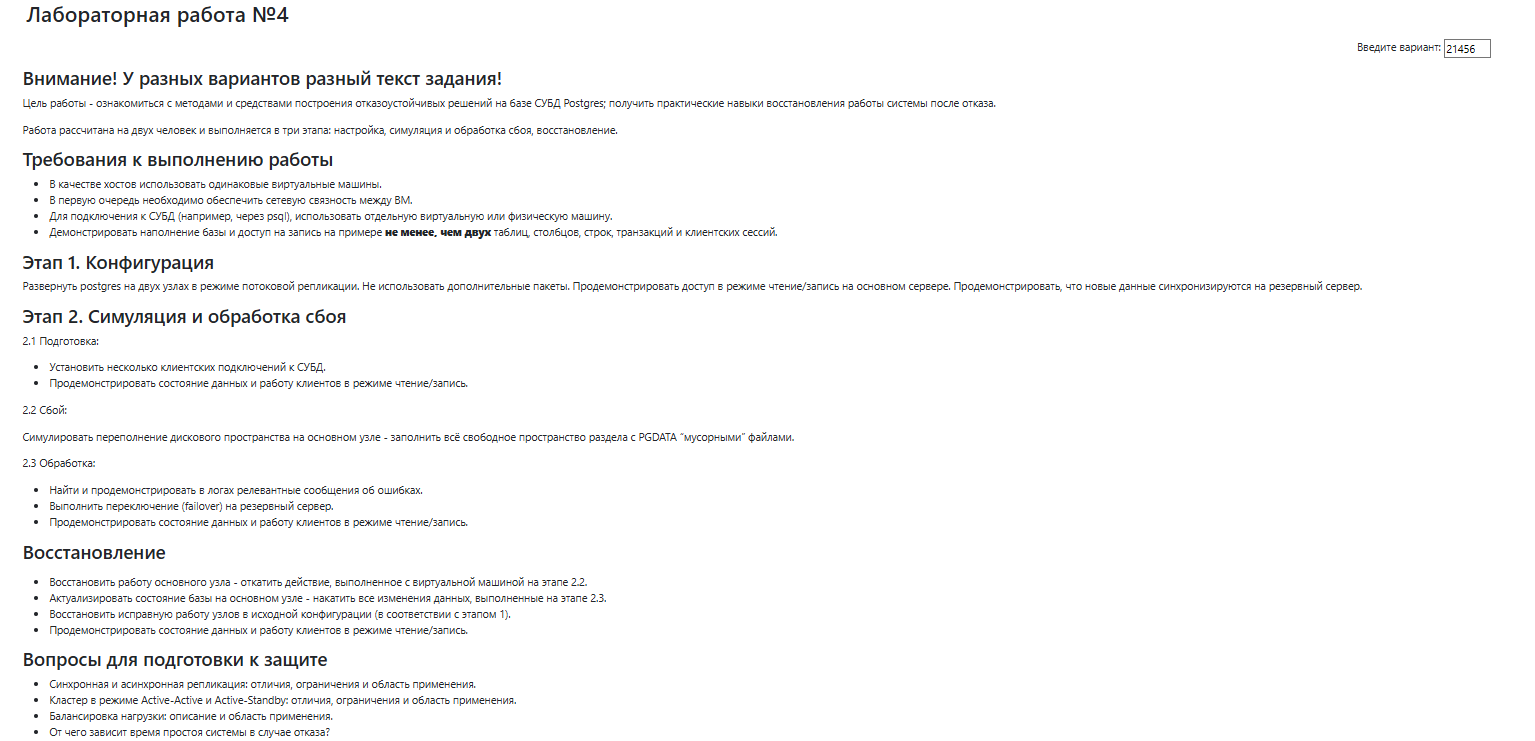 Лабораторная работа №4
Введите вариант: 21456
Внимание! У разных вариантов разный текст задания!
Цель работы - ознакомиться с методами и средствами построения отказоустойчивых решений на базе СУБД Postgres; получить практические навыки восстановления работы системы после отказа.
Работа рассчитана на двух человек и выполняется в три этапа: настройка, симуляция и обработка сбоя, восстановление.
Требования к выполнению работы
• В качестве хостов использовать одинаковые виртуальные машины.
• В первую очередь необходимо обеспечить сетевую связность между ВМ.
• Для подключения к СУБД (например, через psql), использовать отдельную виртуальную или физическую машину.
• Демонстрировать наполнение базы и доступ на запись на примере не менее, чем двух таблиц, столбцов, строк, транзакций и клиентских сессий.
Этап 1. Конфигурация
Развернуть postgres на двух узлах в режиме потоковой репликации. Не использовать дополнительные пакеты. Продемонстрировать доступ в режиме чтение/запись на основном сервере. Продемонстрировать, что новые данные синхронизируются на резервный сервер.
Этап 2. Симуляция и обработка сбоя
2.1 Подготовка:
• Установить несколько клиентских подключений к СУБД.
• Продемонстрировать состояние данных и работу клиентов в режиме чтение/запись.
2.2 Сбой:
Симулировать переполнение дискового пространства на основном узле - заполнить всё свободное пространство раздела с PGDATA "мусорными" файлами.
2.3 Обработка:
• Найти и продемонстрировать в логах релевантные сообщения об ошибках.
• Выполнить переключение (failover) на резервный сервер.
• Продемонстрировать состояние данных и работу клиентов в режиме чтение/запись.
Восстановление
• Восстановить работу основного узла - откатить действие, выполненное с виртуальной машиной на этапе 2.2.
• Актуализировать состояние базы на основном узле - накатить все изменения данных, выполненные на этапе 2.3.
• Восстановить исправную работу узлов в исходной конфигурации (в соответствии с этапом 1).
• Продемонстрировать состояние данных и работу клиентов в режиме чтение/запись.
Вопросы для подготовки к защите
• Синхронная и асинхронная репликация: отличия, ограничения и область применения.
• Кластер в режиме Active-Active и Active-Standby: отличия, ограничения и область применения.
• Балансировка нагрузки: описание и область применения.
• От чего зависит время простоя системы в случае отказа?